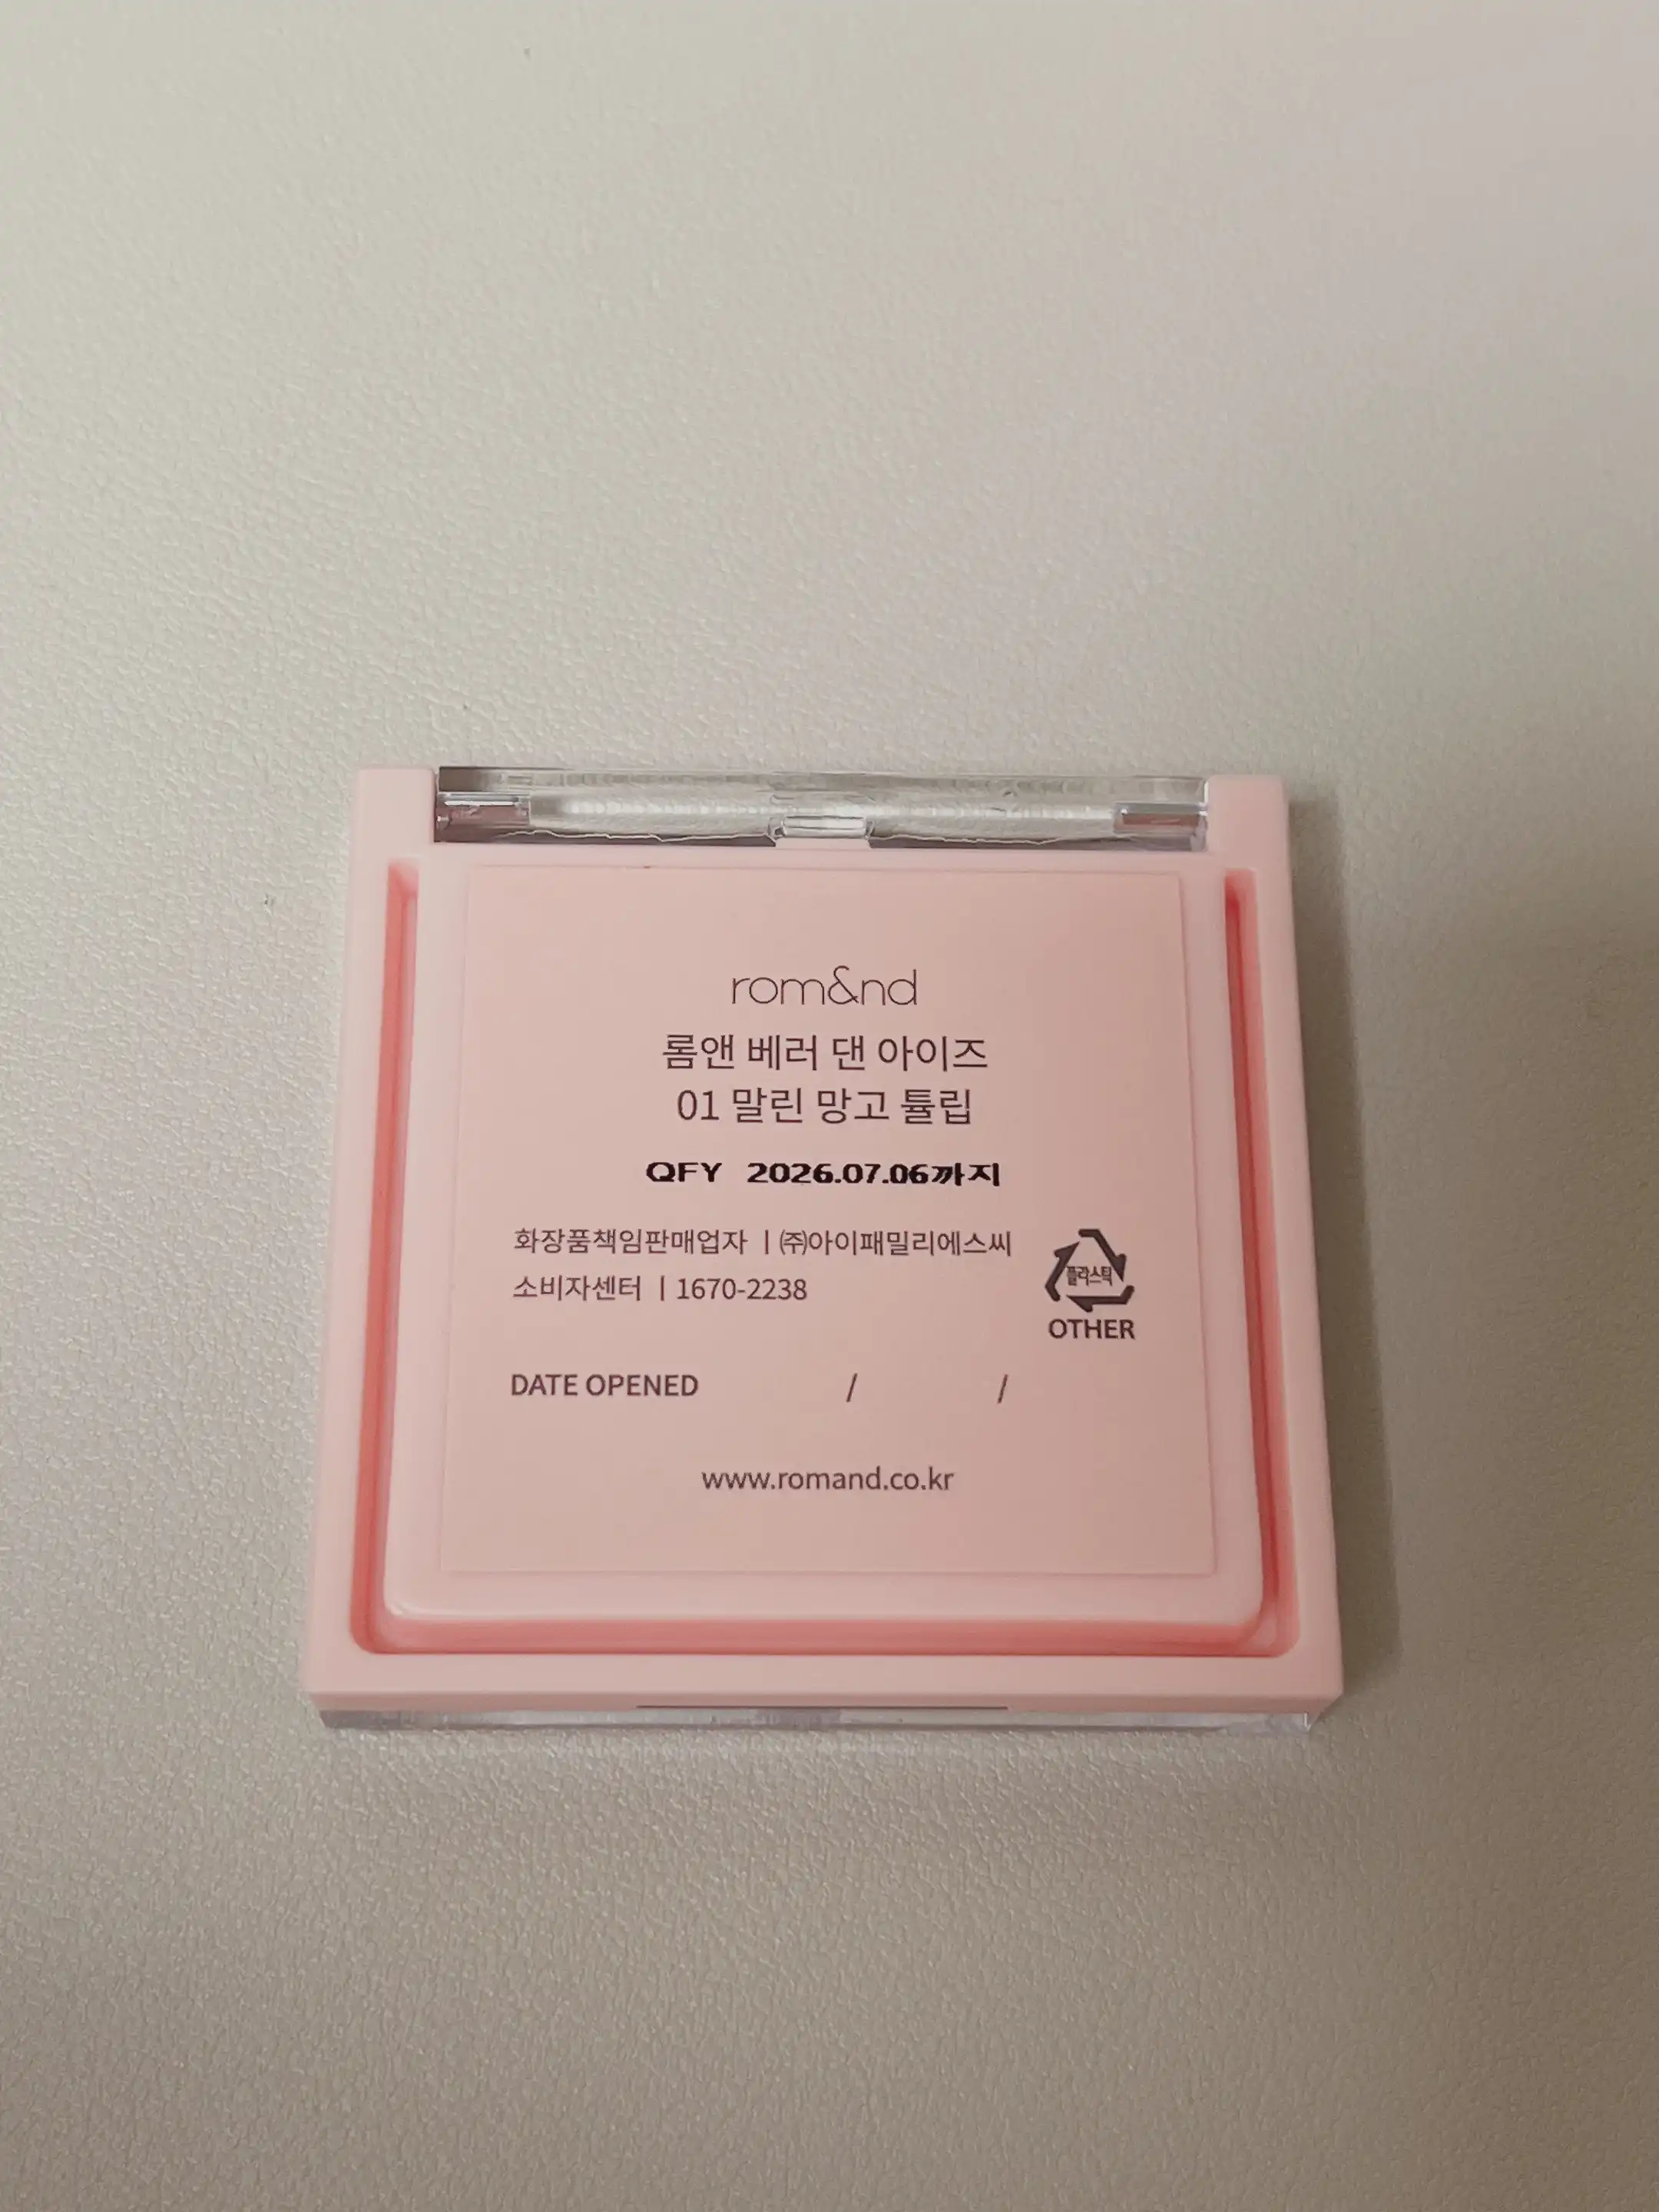 rom&nd
롬앤 베러 댄 아이즈
01 말린 망고 튤립
QFY 2026.07.06까지
화장품책임판매업자 | ㈜아이패밀리에스씨
소비자센터 | 1670-2238
플라스틱
OTHER
DATE OPENED / /
www.romand.co.kr